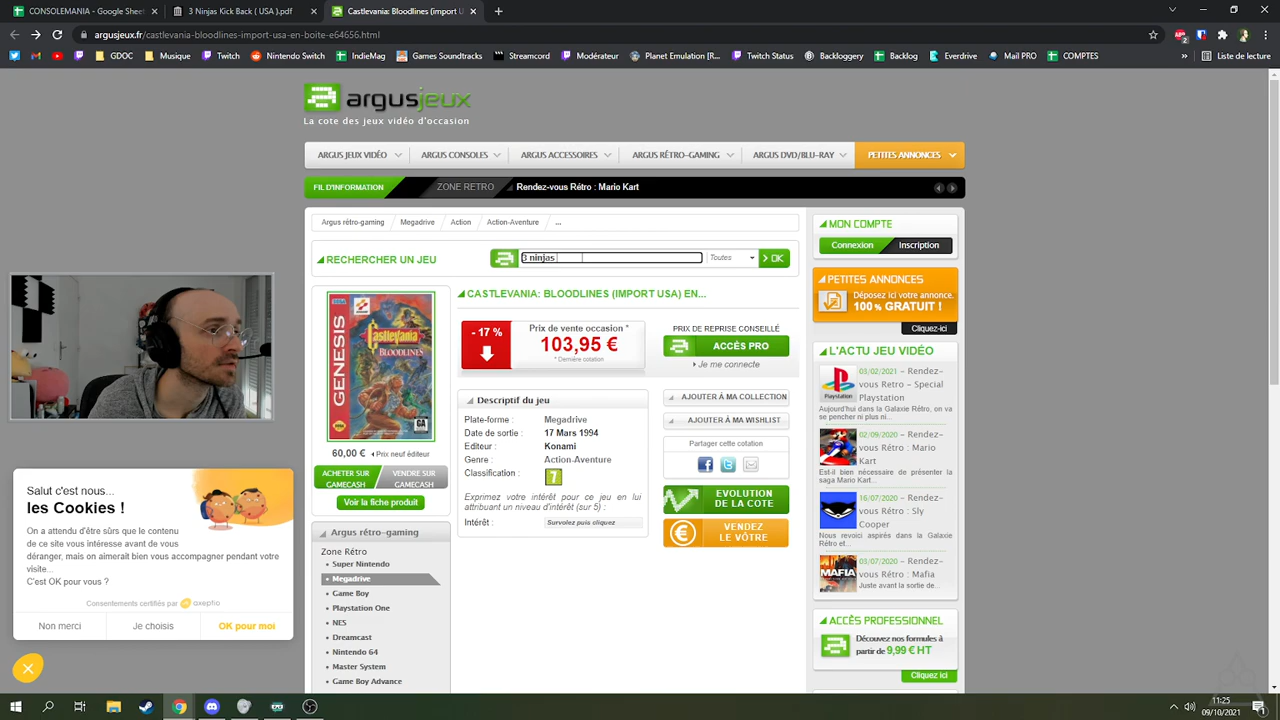 CONSOLEMANIA - Google Sheet
3 Ninjas Kick Back ( USA ).pdf
Castlevania: Bloodlines (import U
argusjeux.fr/castlevania-bloodlines-import-usa-en-boite-e64656.html
Twitch
GDOC
Musique
Twitch
Nintendo Switch
IndieMag
Games Soundtracks
Streamcord
Modérateur
Planet Emulation [R...
Twitch Status
Backloggery
Backlog
Everdrive
Mail PRO
COMPTES
»
Liste de lecture
argusjeux
La cote des jeux vidéo d'occasion
ARGUS JEUX VIDÉO
ARGUS CONSOLES
ARGUS ACCESSOIRES
ARGUS RÉTRO-GAMING
ARGUS DVD/BLU-RAY
PETITES ANNONCES
FIL D'INFORMATION
ZONE RETRO
Rendez-vous Rétro : Mario Kart
Argus rétro-gaming
Megadrive
Action
Action-Aventure
...
RECHERCHER UN JEU
3 ninjas
Toutes
OK
CASTLEVANIA: BLOODLINES (IMPORT USA) EN...
GENESIS
Castlevania
BLOODLINES
- 17 %
Prix de vente occasion *
103,95 €
* Dernière cotation
PRIX DE REPRISE CONSEILLÉ
ACCÈS PRO
Je me connecte
Descriptif du jeu
Plate-forme : Megadrive
Date de sortie : 17 Mars 1994
Editeur : Konami
Genre : Action-Aventure
Classification : 7
Exprimez votre intérêt pour ce jeu en lui
attribuant un niveau d'intérêt (sur 5) :
Intérêt : Survolez puis cliquez
AJOUTER À MA COLLECTION
AJOUTER À MA WISHLIST
Partager cette cotation
EVOLUTION
DE LA COTE
VENDEZ
LE VÔTRE
60,00 € Prix neuf éditeur
ACHETER SUR
GAMECASH
VENDRE SUR
GAMECASH
Voir la fiche produit
Argus rétro-gaming
Zone Rétro
Super Nintendo
Megadrive
Game Boy
Playstation One
NES
Dreamcast
Nintendo 64
Master System
Game Boy Advance
MON COMPTE
Connexion
Inscription
PETITES ANNONCES
Déposez ici votre annonce.
100 % GRATUIT !
Cliquez-ici
L'ACTU JEU VIDÉO
03/02/2021 - Rendez-
vous Retro - Special
Playstation
Aujourd'hui dans la Galaxie Rétro, on va
se pencher ni plus ni...
02/09/2020 - Rendez-
vous Rétro : Mario
Kart
Est-il bien nécessaire de présenter la
saga Mario Kart...
16/07/2020 - Rendez-
vous Rétro : Sly
Cooper
Nous revoici aspirés dans la Galaxie
Rétro et...
03/07/2020 - Rendez-
vous Rétro : Mafia
Juste avant la sortie de...
ACCÈS PROFESSIONNEL
Découvez nos formules à
partir de 9,99 € HT
Cliquez ici
Salut c'est nous...
les Cookies !
On a attendu d'être sûrs que le contenu
de ce site vous intéresse avant de vous
déranger, mais on aimerait bien vous accompagner pendant votre
visite...
C'est OK pour vous ?
Consentements certifiés par axeptio
Non merci
Je choisis
OK pour moi
11:25
09/10/2021